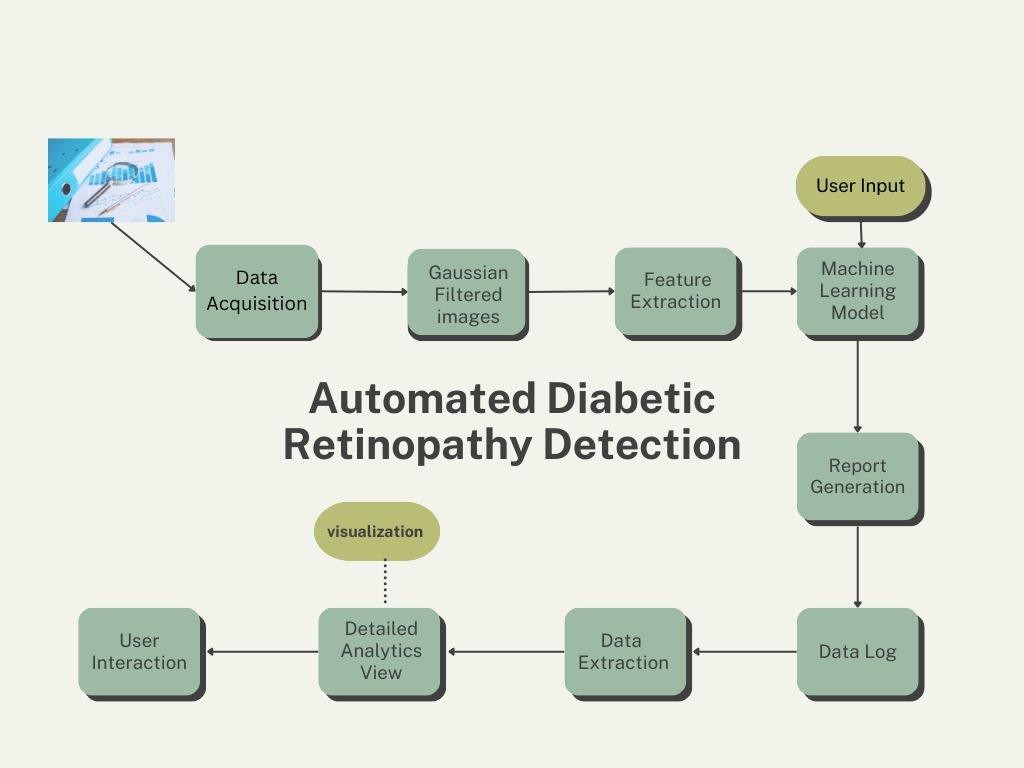 User Input
Data
Acquisition
Gaussian
Filtered
images
Feature
Extraction
Machine
Learning
Model
Automated Diabetic
Retinopathy Detection
Report
Generation
visualization
User
Interaction
Detailed
Analytics
View
Data
Extraction
Data Log